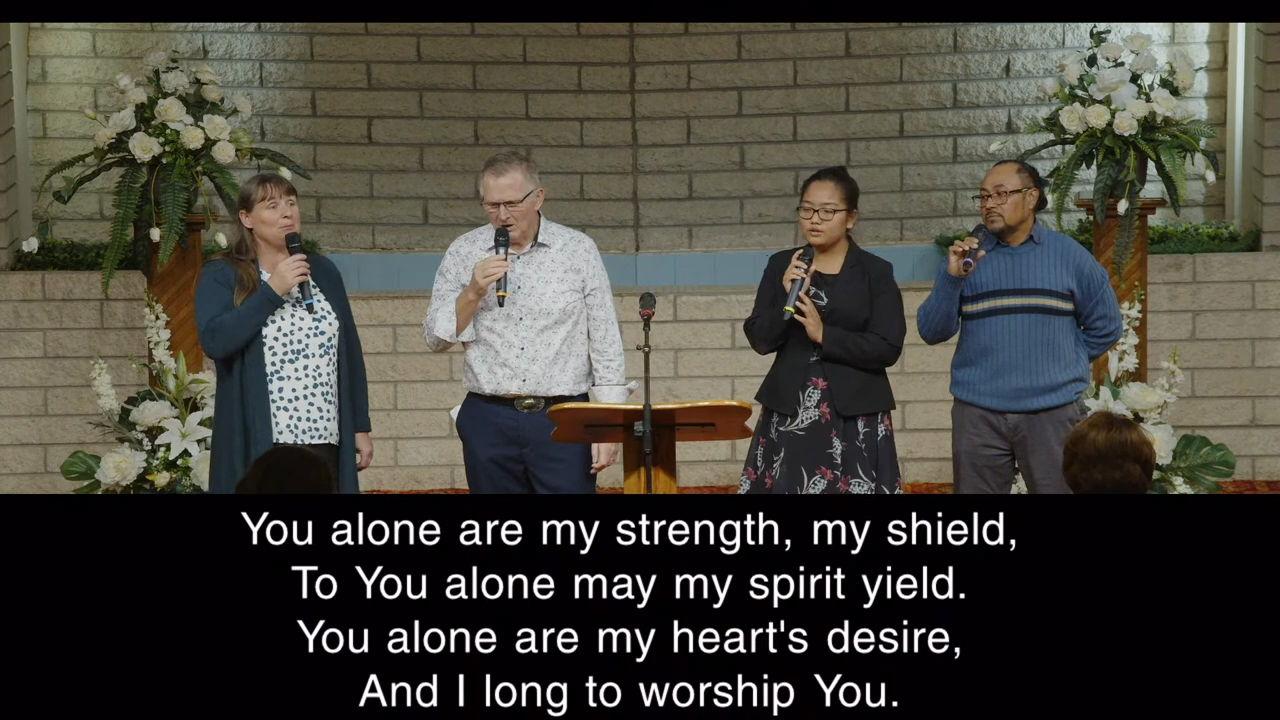 You alone are my strength, my shield,
To You alone may my spirit yield.
You alone are my heart's desire,
And I long to worship You.